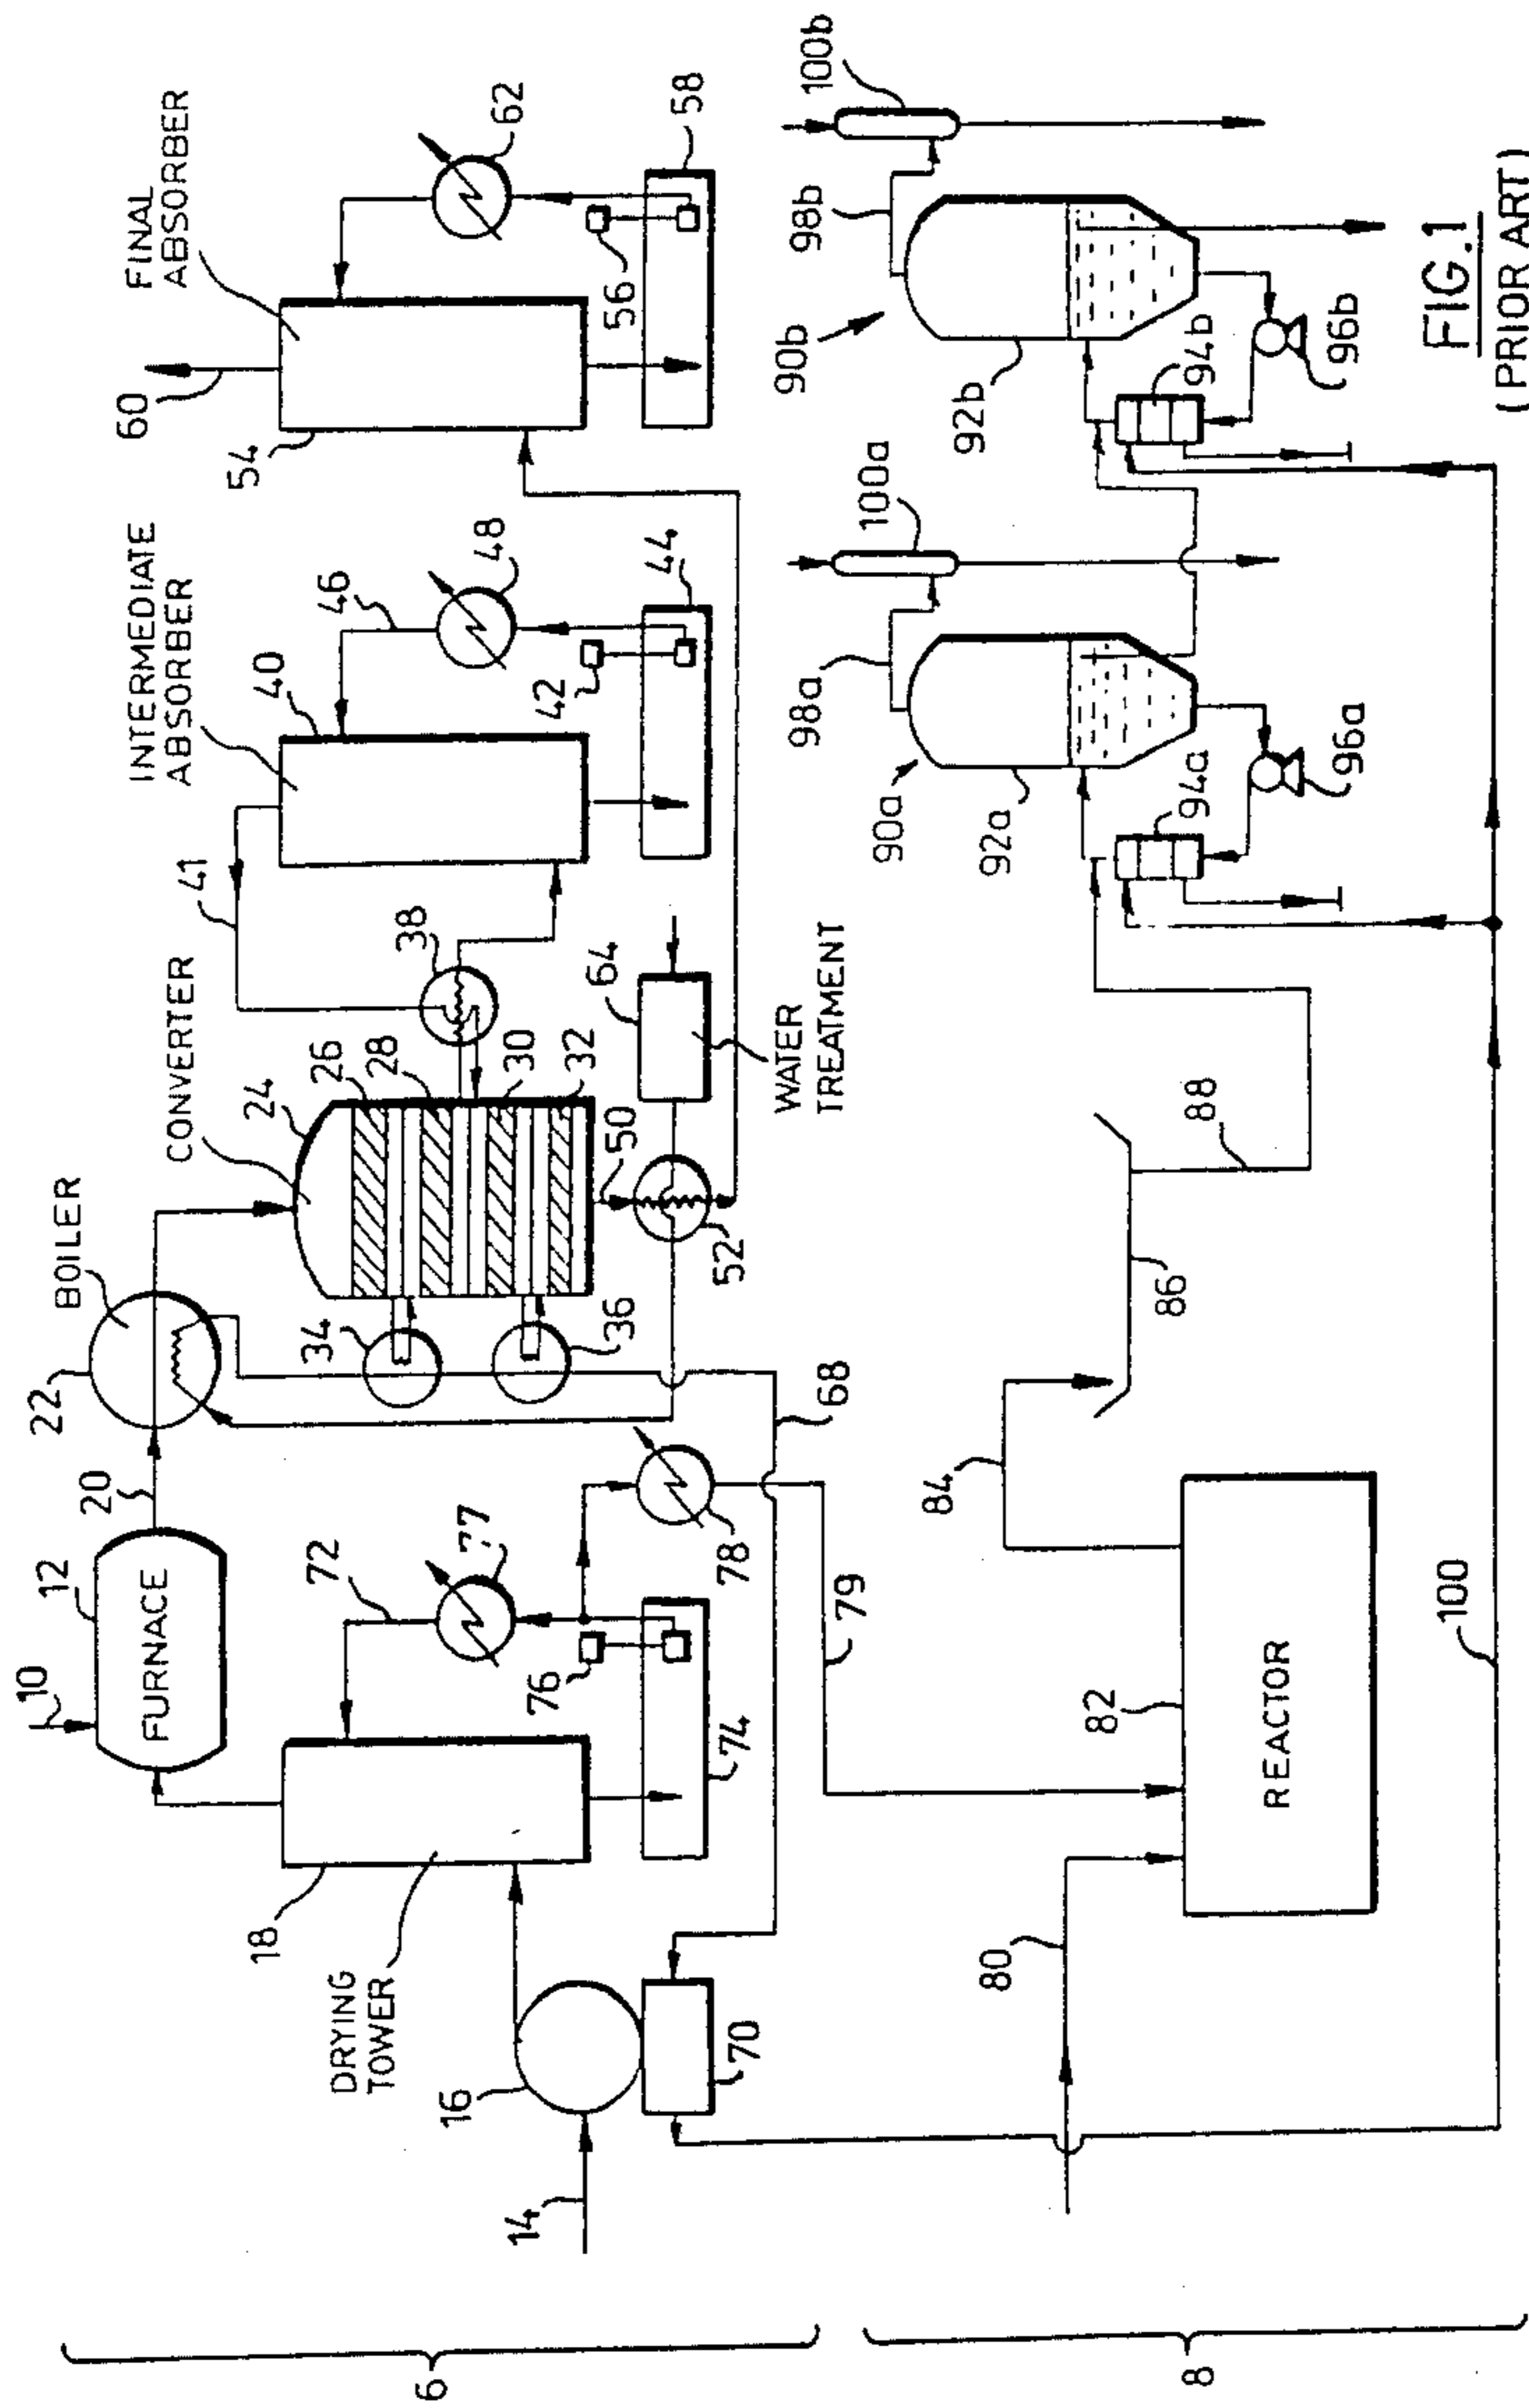 10
12
FURNACE
20
22
BOILER
CONVERTER
24
26
28
30
32
34
36
38
41
INTERMEDIATE
ABSORBER
40
46
48
42
44
FINAL
ABSORBER
60
54
62
56
58
14
16
DRYING
TOWER
18
72
77
76
74
78
79
70
68
50
52
64
WATER
TREATMENT
6
80
82
REACTOR
84
86
88
100
90a
92a
94a
96a
98a
100a
90b
92b
94b
96b
98b
100b
8
FIG.1
(PRIOR ART)